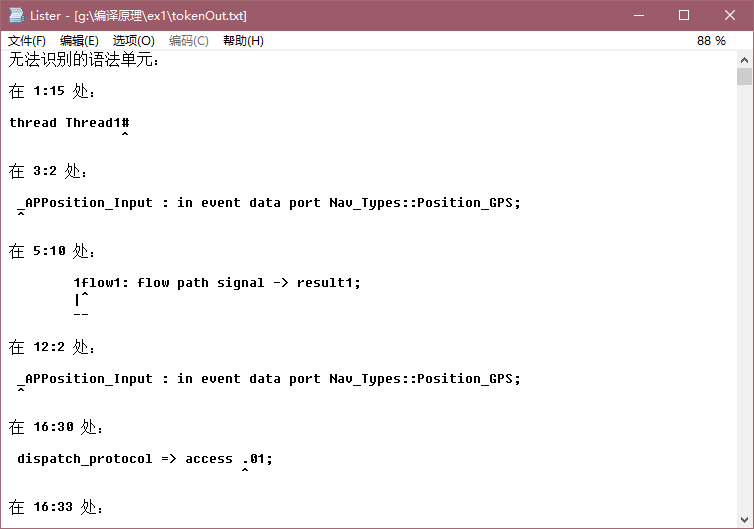 Lister - [g:\编译原理\ex1\tokenOut.txt]
文件(F) 编辑(E) 选项(O) 编码(C) 帮助(H) 88 %
无法识别的语法单元：
在 1:15 处：
thread Thread1#
^
在 3:2 处：
_APPosition_Input : in event data port Nav_Types::Position_GPS;
^
在 5:10 处：
1flow1: flow path signal -> result1;
|^
--
在 12:2 处：
_APPosition_Input : in event data port Nav_Types::Position_GPS;
^
在 16:30 处：
dispatch_protocol => access .01;
^
在 16:33 处：